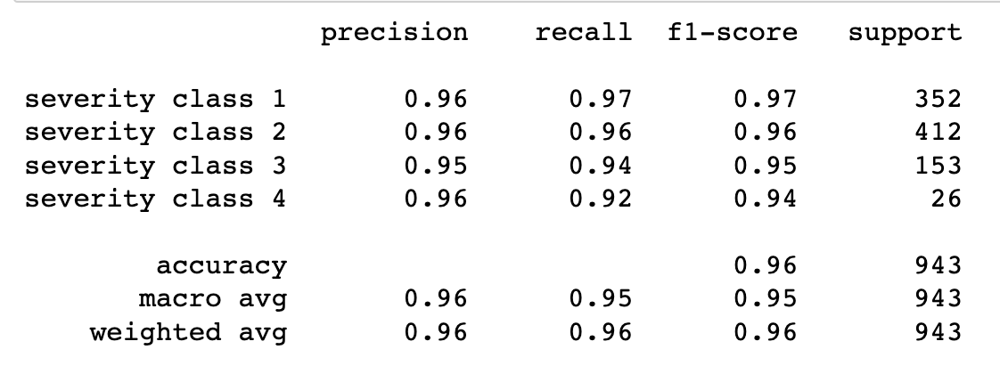 precision recall f1-score support
severity class 1 0.96 0.97 0.97 352
severity class 2 0.96 0.96 0.96 412
severity class 3 0.95 0.94 0.95 153
severity class 4 0.96 0.92 0.94 26
accuracy 0.96 943
macro avg 0.96 0.95 0.95 943
weighted avg 0.96 0.96 0.96 943